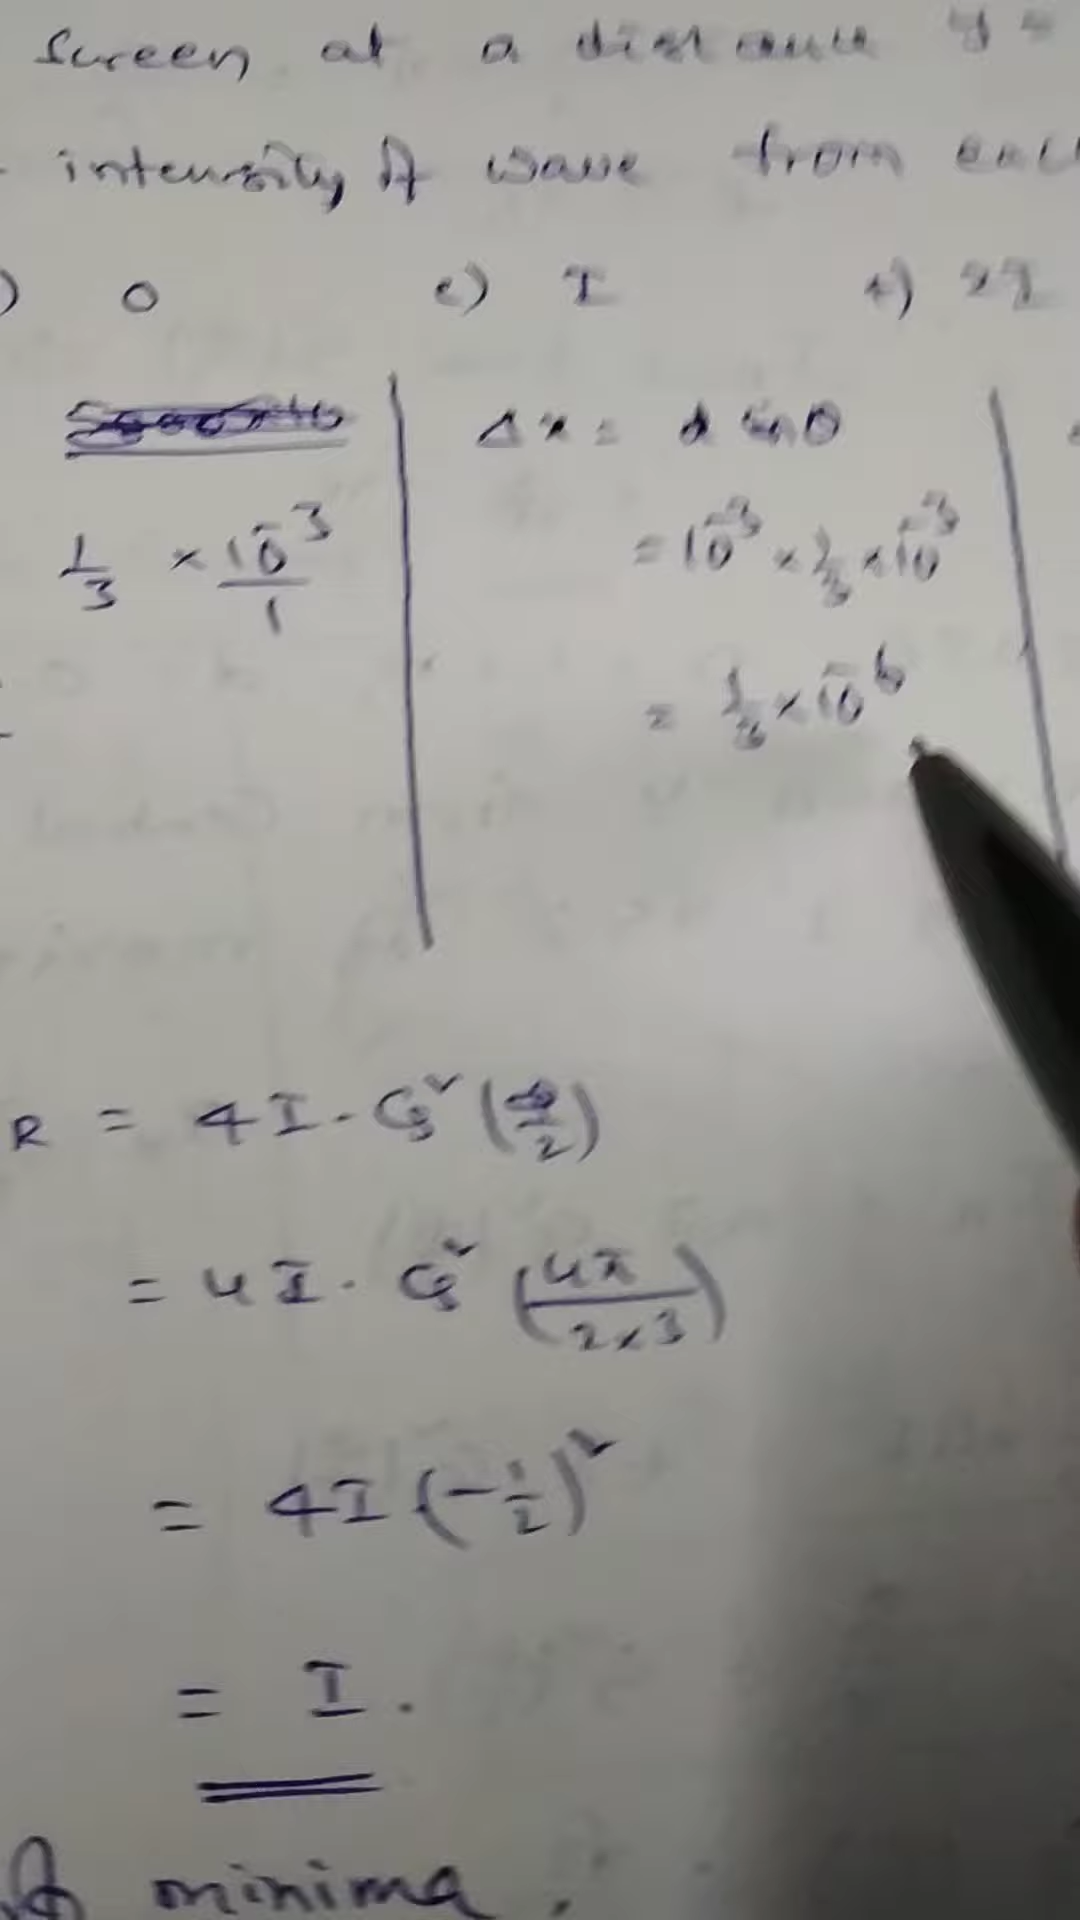 Screen at a distance y =
intensity of wave from
) 0 c) I
Δx = d sinθ
1/3 × 10⁻³/1
= 10⁻³ × 1/3 × 10⁻³
= 1/3 × 10⁻⁶
R = 4I . Cos² (Φ/2)
= 4I . Cos² (4π/2×3)
= 4I (-1/2)²
= I .
minima .